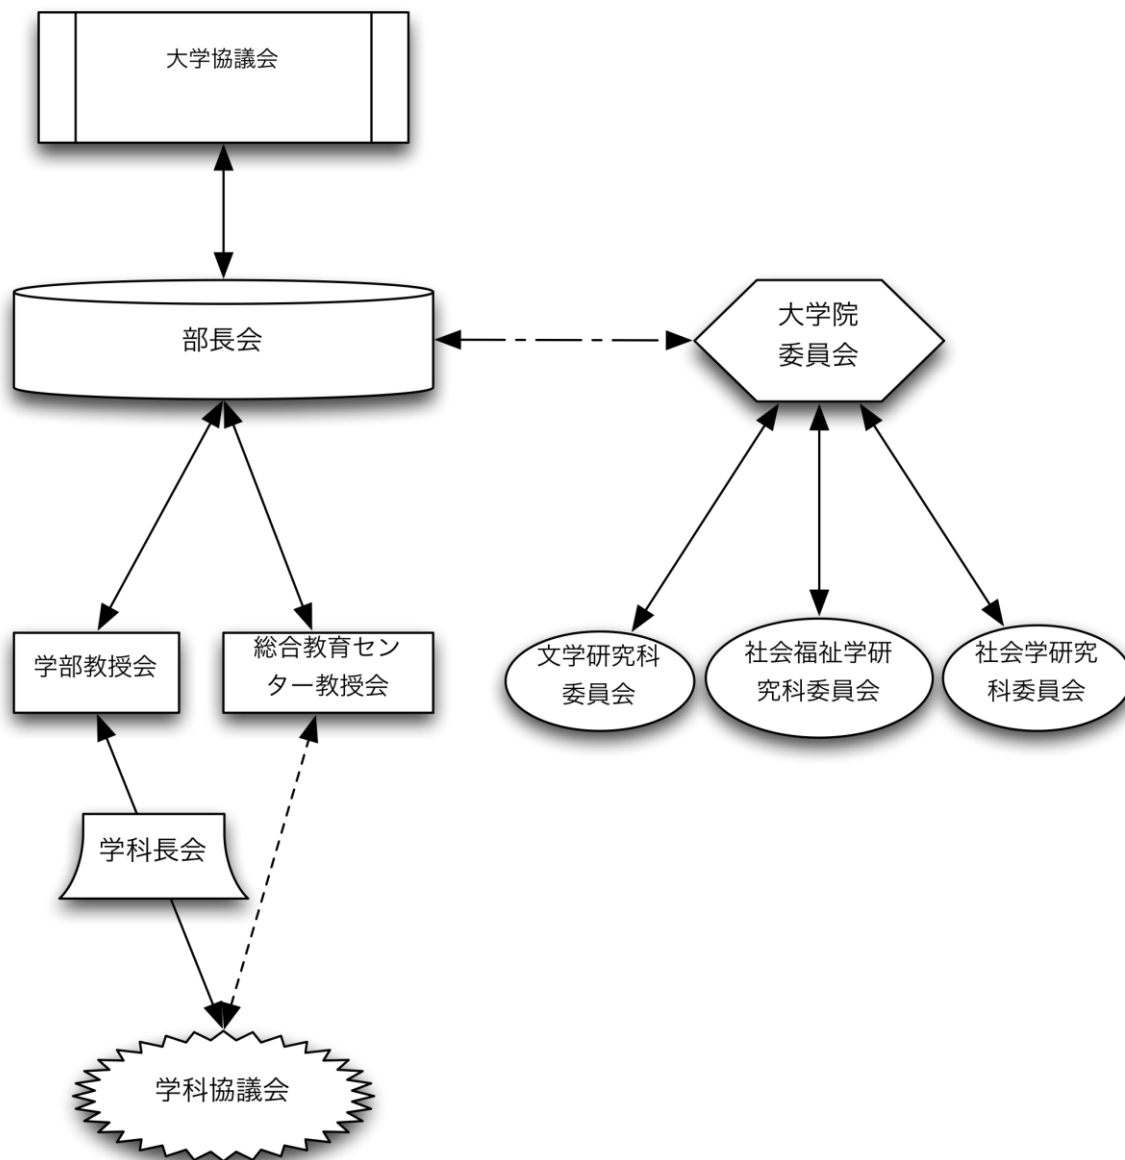 大学協議会
部長会
大学院
委員会
学部教授会
総合教育セン
ター教授会
文学研究科
委員会
社会福祉学研
究科委員会
社会学研究
科委員会
学科長会
学科協議会